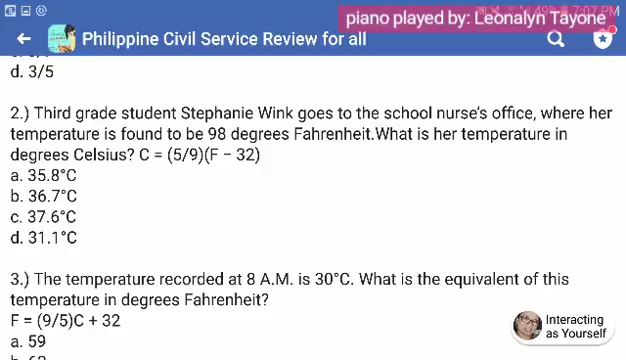 49% 7:07 PM
piano played by: Leonalyn Tayone
Philippine Civil Service Review for all
d. 3/5
2.) Third grade student Stephanie Wink goes to the school nurse's office, where her
temperature is found to be 98 degrees Fahrenheit.What is her temperature in
degrees Celsius? C = (5/9)(F − 32)
a. 35.8°C
b. 36.7°C
c. 37.6°C
d. 31.1°C
3.) The temperature recorded at 8 A.M. is 30°C. What is the equivalent of this
temperature in degrees Fahrenheit?
F = (9/5)C + 32
a. 59
Interacting
as Yourself